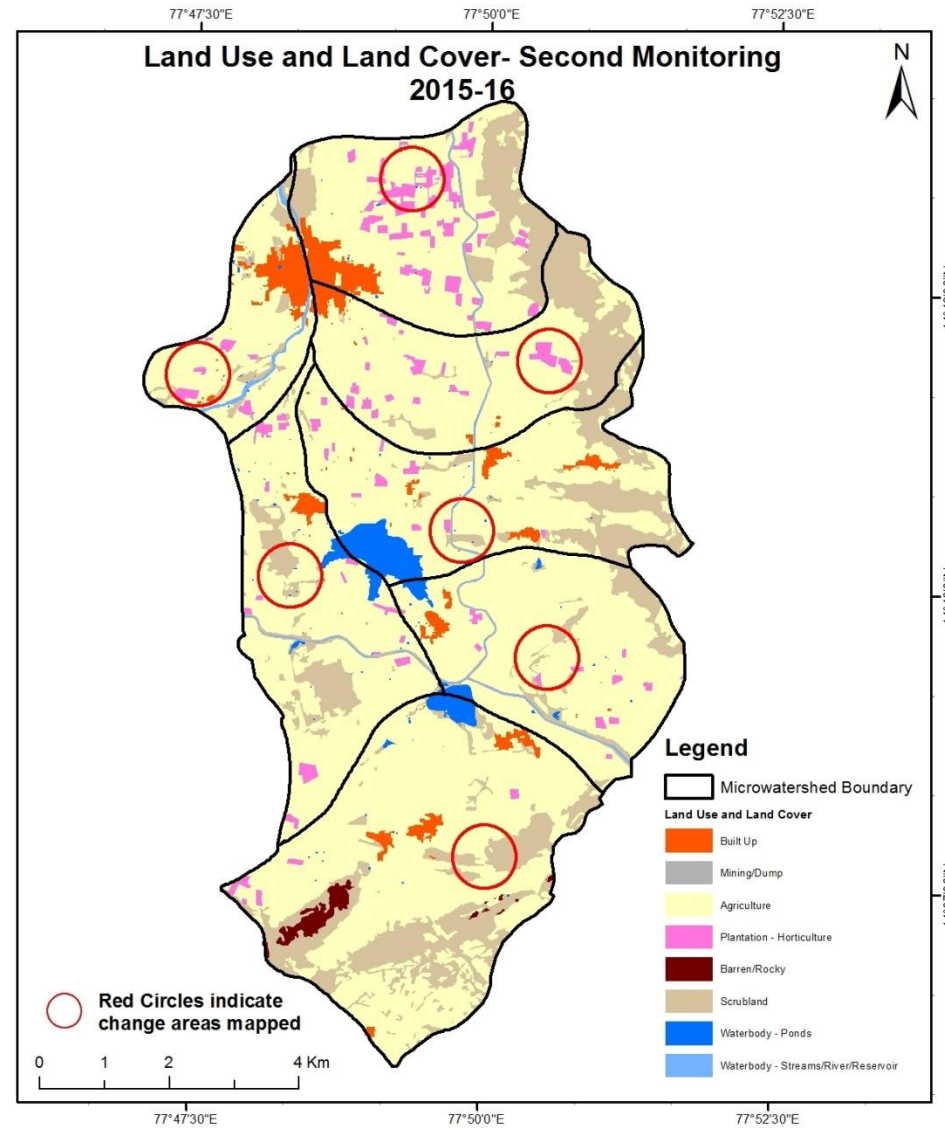 77°47'30"E 77°50'0"E 77°52'30"E
Land Use and Land Cover- Second Monitoring
2015-16
N
Legend
Microwatershed Boundary
Land Use and Land Cover
Built Up
Mining/Dump
Agriculture
Plantation - Horticulture
Barren/Rocky
Scrubland
Waterbody - Ponds
Waterbody - Streams/River/Reservoir
Red Circles indicate
change areas mapped
0 1 2 4 Km
77°47'30"E 77°50'0"E 77°52'30"E